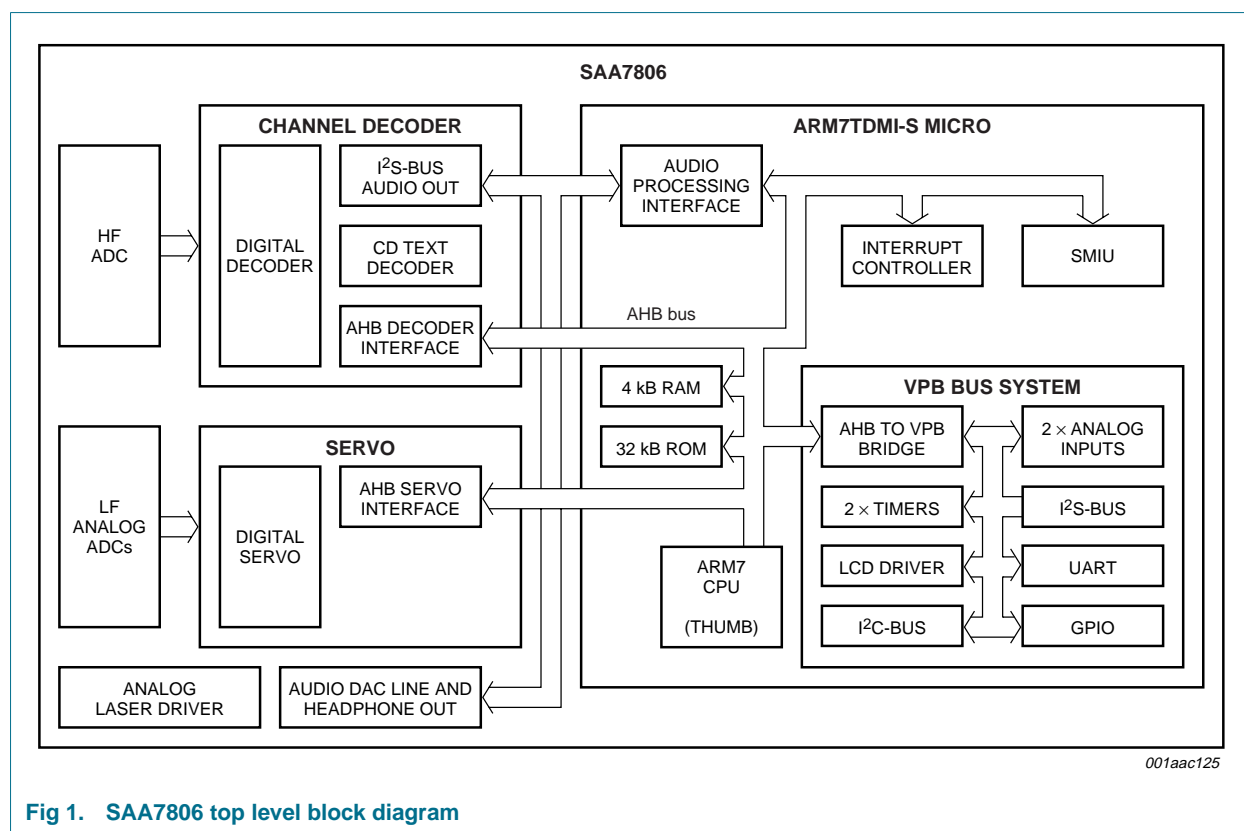 SAA7806
CHANNEL DECODER
HF
ADC
DIGITAL
DECODER
I²S-BUS
AUDIO OUT
CD TEXT
DECODER
AHB DECODER
INTERFACE
LF
ANALOG
ADCs
SERVO
DIGITAL
SERVO
AHB SERVO
INTERFACE
ANALOG
LASER DRIVER
AUDIO DAC LINE AND
HEADPHONE OUT
ARM7TDMI-S MICRO
AUDIO
PROCESSING
INTERFACE
INTERRUPT
CONTROLLER
SMIU
AHB bus
4 kB RAM
32 kB ROM
ARM7
CPU
(THUMB)
VPB BUS SYSTEM
AHB TO VPB
BRIDGE
2 × ANALOG
INPUTS
2 × TIMERS
I²S-BUS
LCD DRIVER
UART
I²C-BUS
GPIO
001aac125
Fig 1. SAA7806 top level block diagram